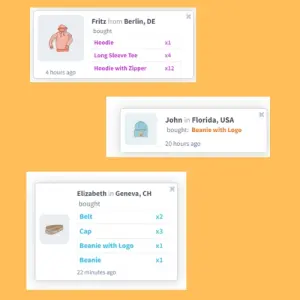 Fritz from Berlin, DE
bought
Hoodie x1
Long Sleeve Tee x4
Hoodie with Zipper x12
4 hours ago
John in Florida, USA
bought: Beanie with Logo
20 hours ago
Elizabeth in Geneva, CH
bought
Belt x2
Cap x3
Beanie with Logo x1
Beanie x1
22 minutes ago